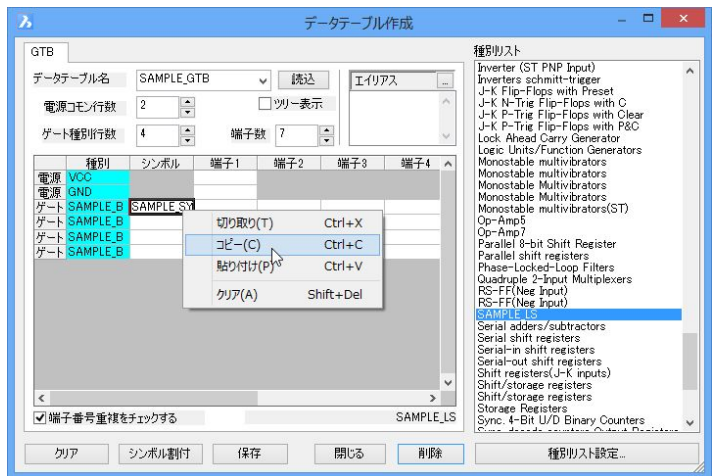 データテーブル作成
GTB
データテーブル名 SAMPLE_GTB 読込 エイリアス ...
電源コモン行数 2 ツリー表示
ゲート種別行数 4 端子数 7
種別 シンボル 端子1 端子2 端子3 端子4
電源 VCC
電源 GND
ゲート SAMPLE_B SAMPLE_SY
ゲート SAMPLE_B
ゲート SAMPLE_B
ゲート SAMPLE_B
切り取り(T) Ctrl+X
コピー(C) Ctrl+C
貼り付け(P) Ctrl+V
クリア(A) Shift+Del
端子番号重複をチェックする SAMPLE_LS
クリア シンボル割付 保存 閉じる 削除
種別リスト
Inverter (ST PNP Input)
Inverters schmitt-trigger
J-K Flip-Flops with Preset
J-K N-Trig Flip-Flops with C
J-K P-Trig Flip-Flops with Clear
J-K P-Trig Flip-Flops with P&C
Lock Ahead Carry Generator
Logic Units/Function Generators
Monostable multivibrators
Monostable multivibrators
Monostable Multivibrators
Monostable Multivibrators
Monostable multivibrators(ST)
Op-Amp5
Op-Amp7
Parallel 8-bit Shift Register
Parallel shift registers
Phase-Locked-Loop Filters
Quadruple 2-Input Multiplexers
RS-FF(Neg Input)
RS-FF(Neg Input)
SAMPLE_LS
Serial adders/subtractors
Serial shift registers
Serial-in shift registers
Serial-out shift registers
Shift registers(J-K inputs)
Shift/storage registers
Shift/storage registers
Storage Registers
Sync. 4-Bit U/D Binary Counters
種別リスト設定...